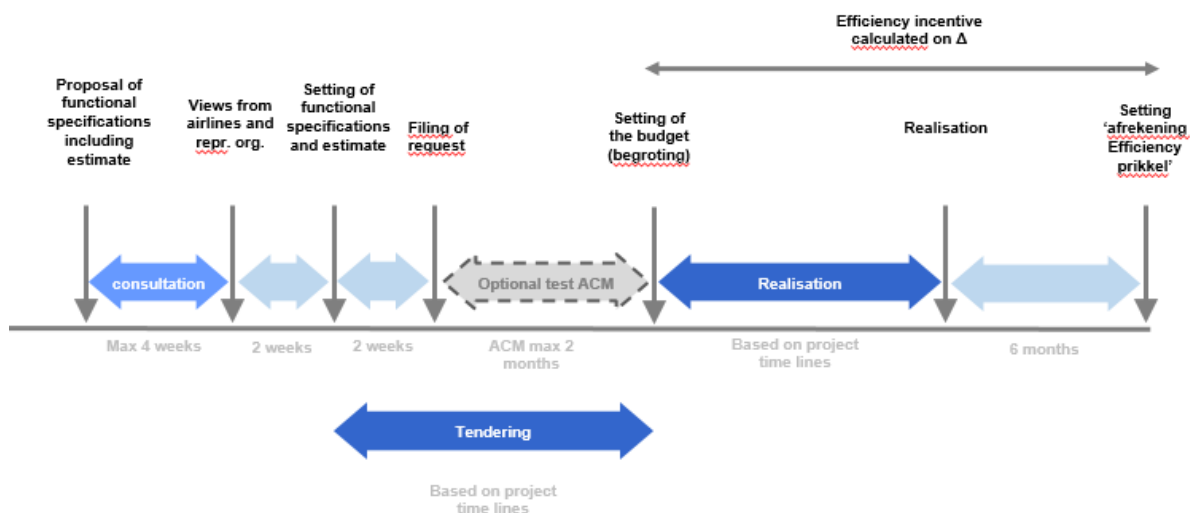 Efficiency incentive
calculated on Δ
Proposal of
functional
specifications
including
estimate
Views from
airlines and
repr. org.
Setting of
functional
specifications
and estimate
Filing of
request
Setting of
the budget
(begroting)
Realisation
Setting
'afrekening
Efficiency
prikkel'
consultation
Optional test ACM
Realisation
Max 4 weeks
2 weeks
2 weeks
ACM max 2
months
Based on project
time lines
6 months
Tendering
Based on project
time lines